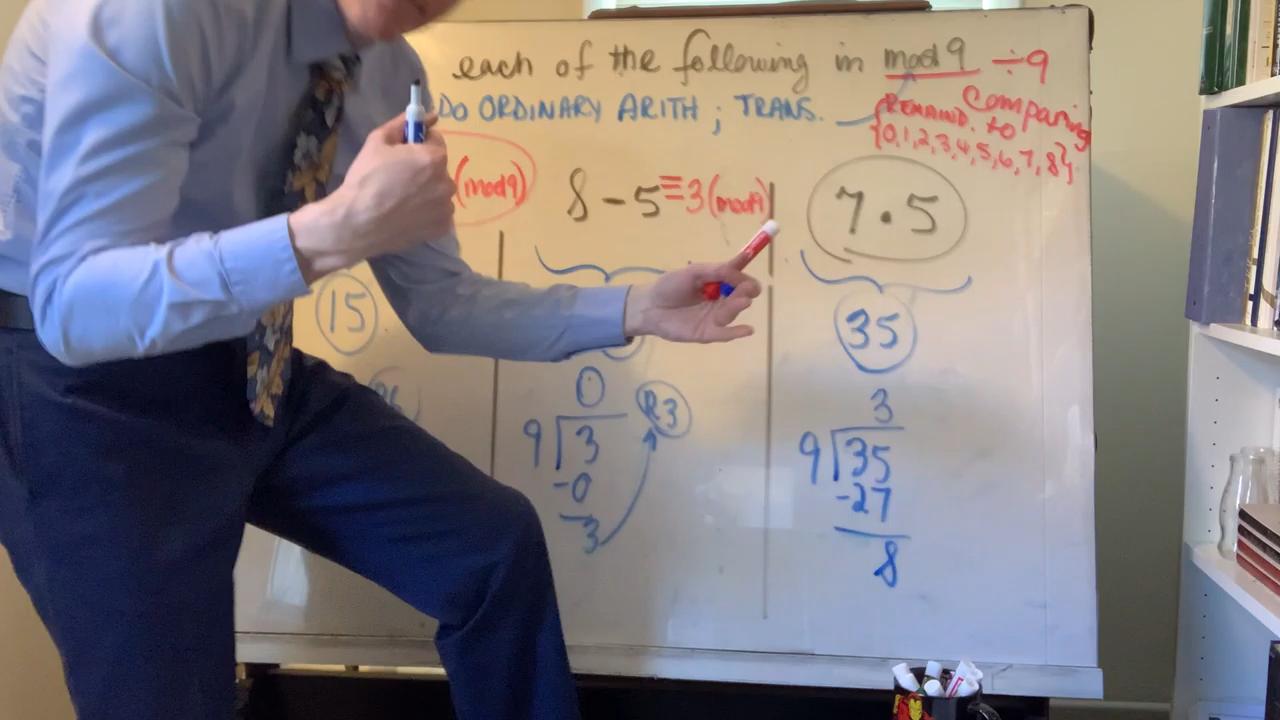 each of the following in mod 9 ÷9
DO ORDINARY ARITH; TRANS.
REMAIND. Comparing to
{0,1,2,3,4,5,6,7,8}
(mod 9)
8 - 5 ≡ 3 (mod 9)
7 · 5
15
35
0
R3
9 3
-0
3
3
9 35
-27
8